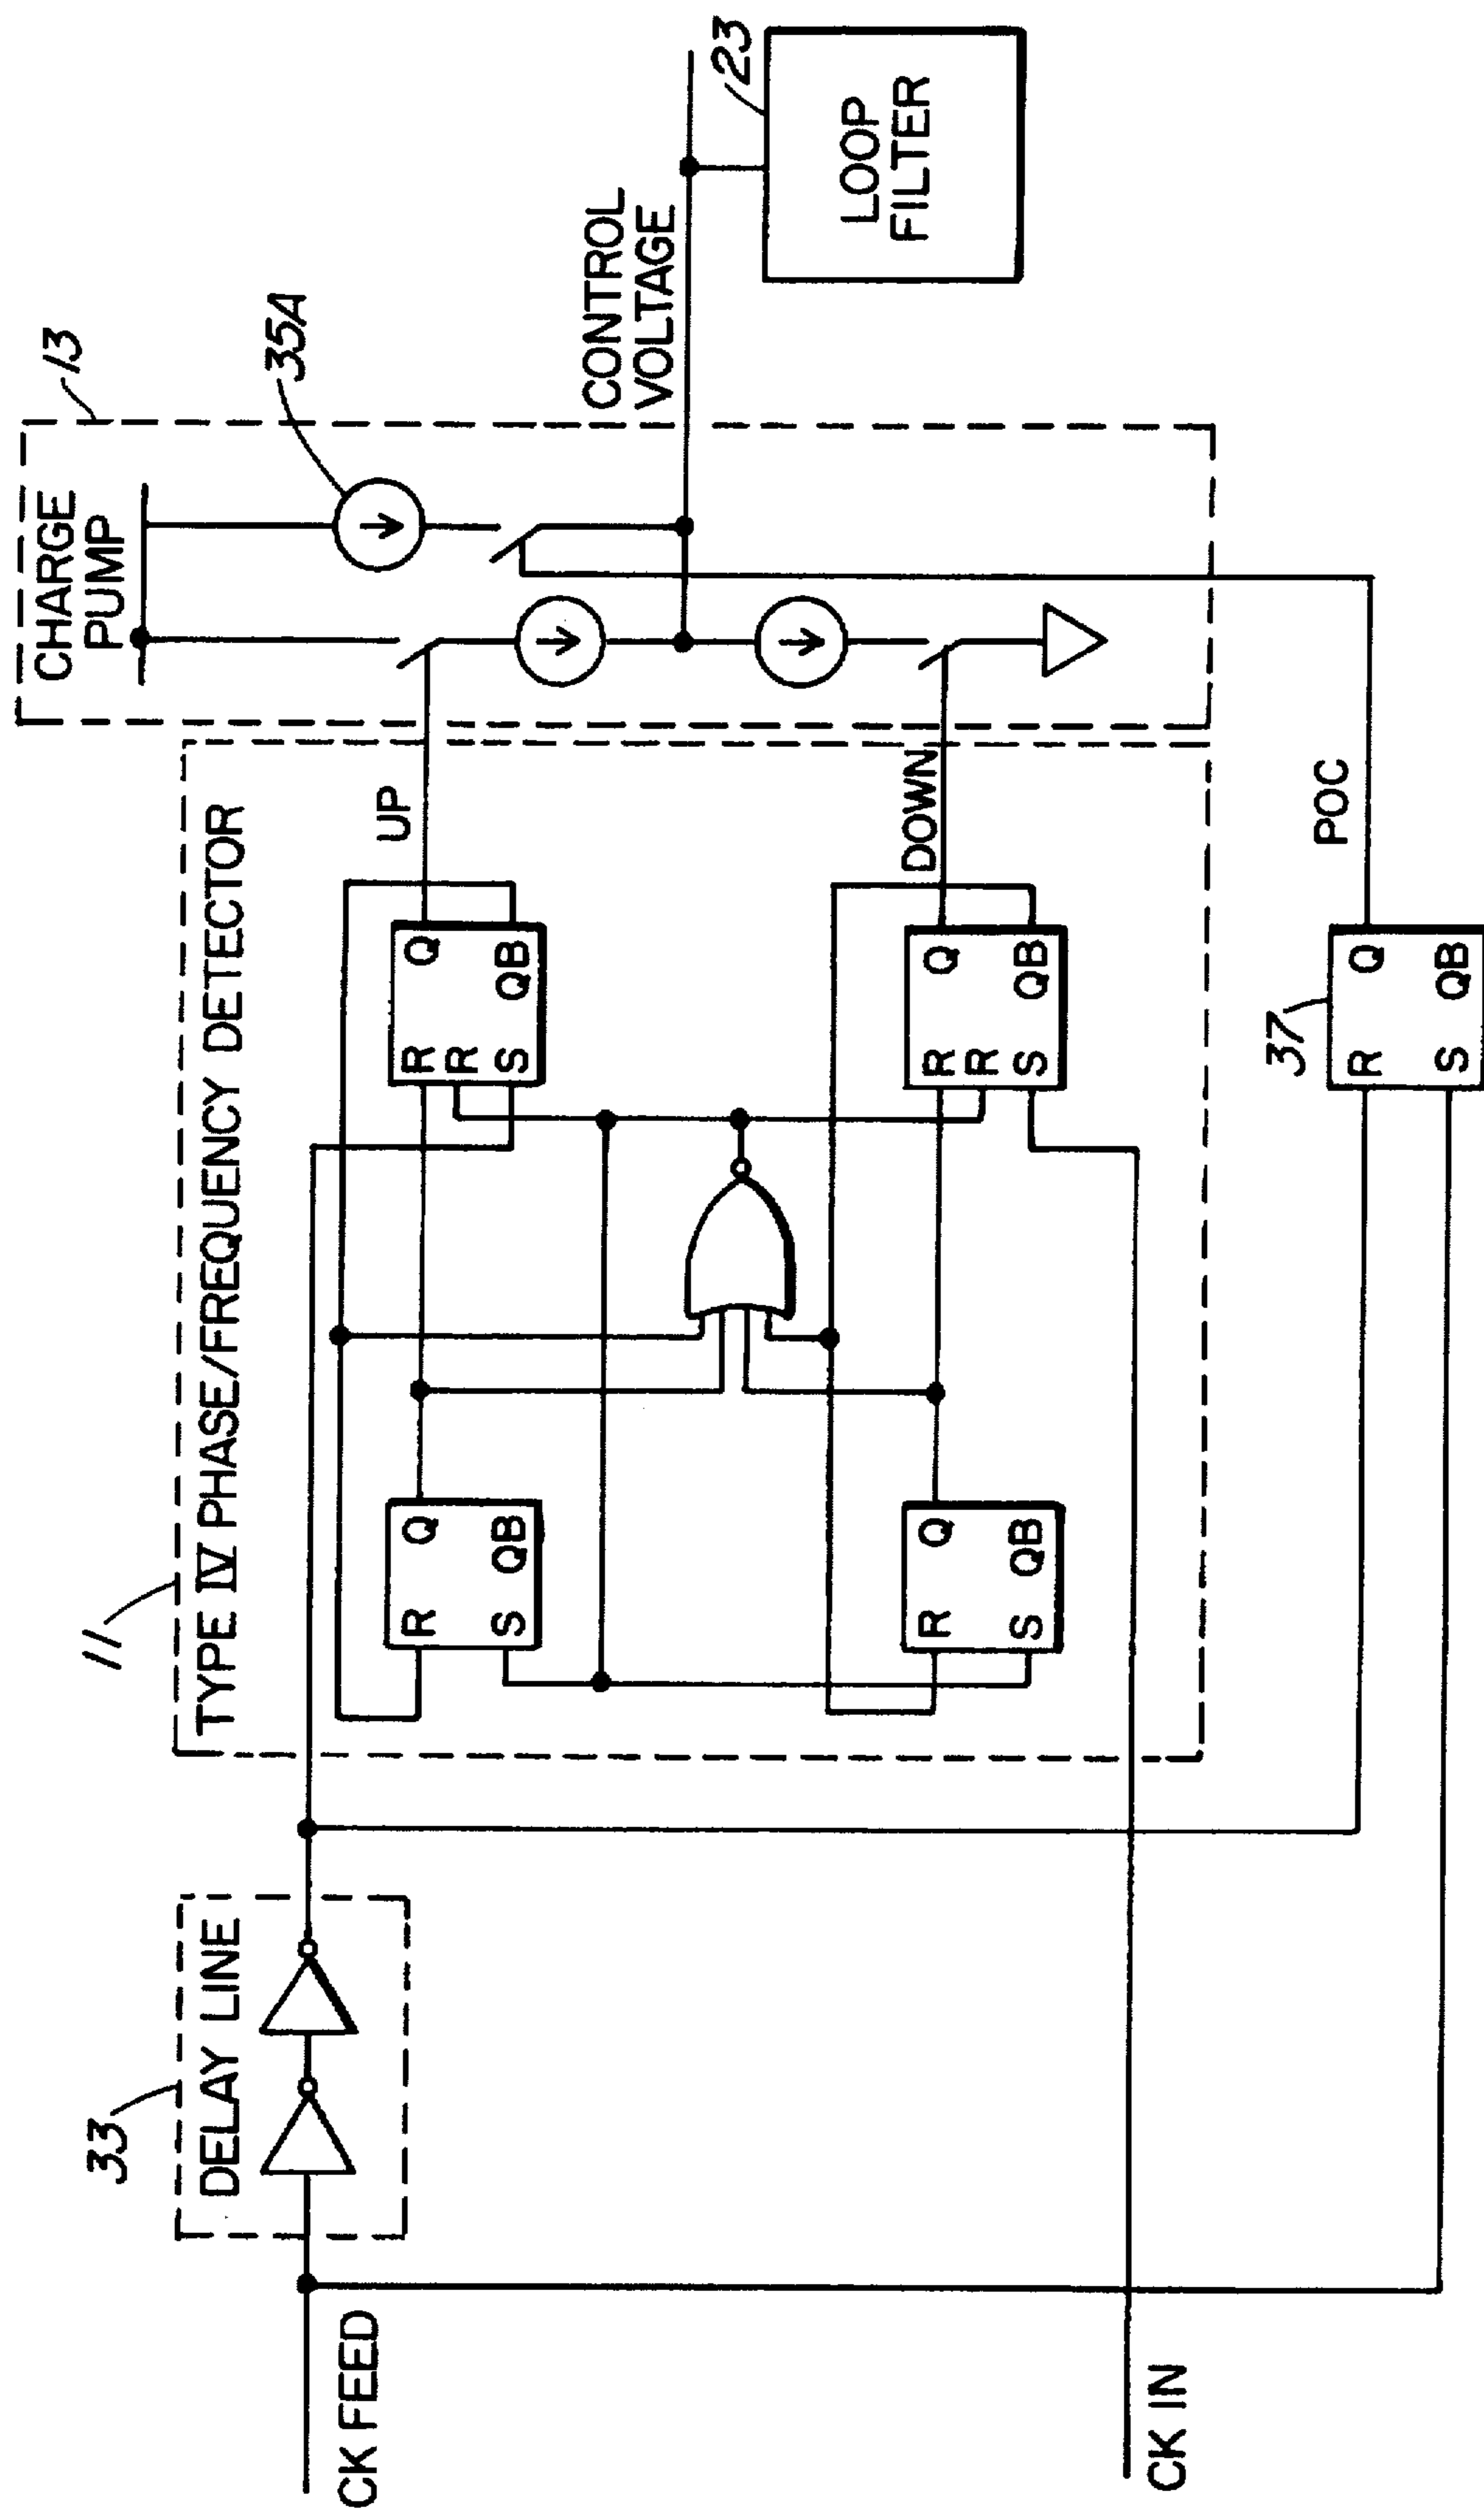 CK FEED
CK IN
33
DELAY LINE
11
TYPE IV PHASE/FREQUENCY DETECTOR
R
Q
S
QB
R
Q
S
QB
R
Q
R
S
QB
R
Q
R
S
QB
UP
DOWN
37
R
Q
S
QB
POC
CHARGE
PUMP
13
35A
CONTROL
VOLTAGE
23
LOOP
FILTER